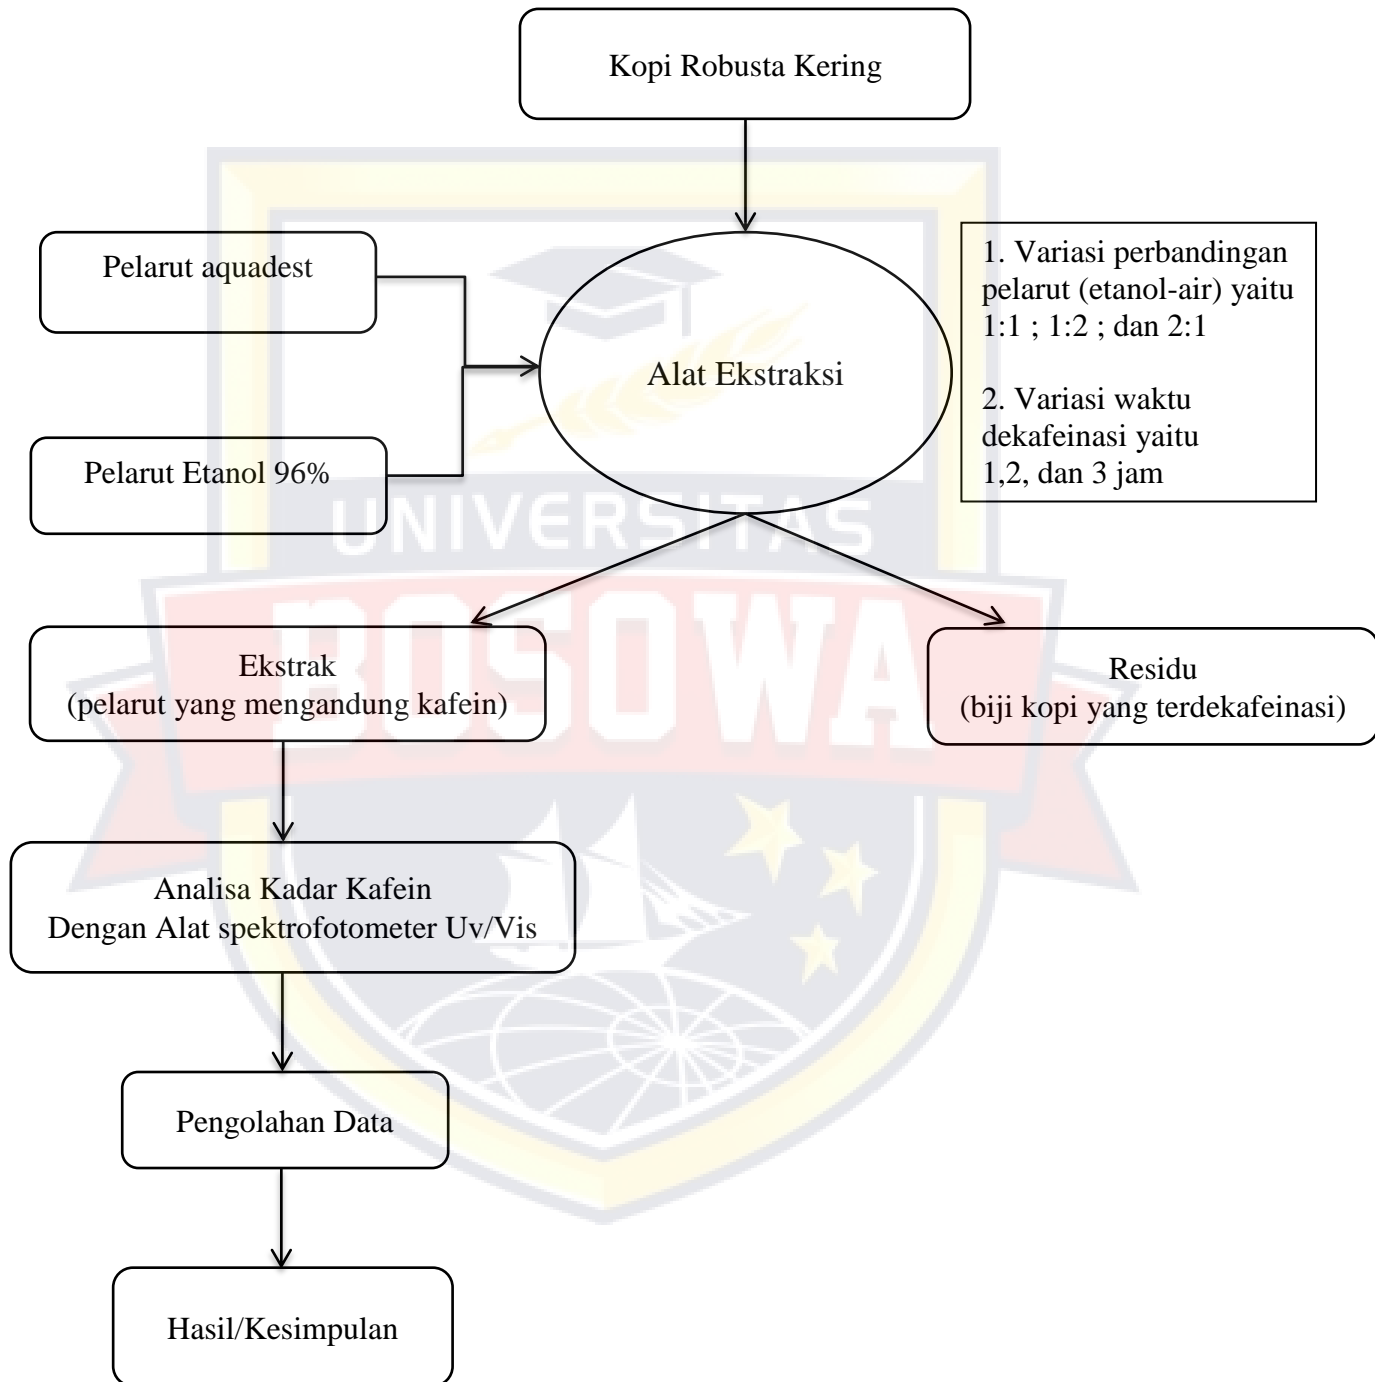 Kopi Robusta Kering
Pelarut aquadest
1. Variasi perbandingan
pelarut (etanol-air) yaitu
1:1 ; 1:2 ; dan 2:1
Alat Ekstraksi
2. Variasi waktu
dekafeinasi yaitu
1,2, dan 3 jam
Pelarut Etanol 96%
UNIVERSITAS
BOSOWA
Ekstrak
(pelarut yang mengandung kafein)
Residu
(biji kopi yang terdekafeinasi)
Analisa Kadar Kafein
Dengan Alat spektrofotometer Uv/Vis
Pengolahan Data
Hasil/Kesimpulan